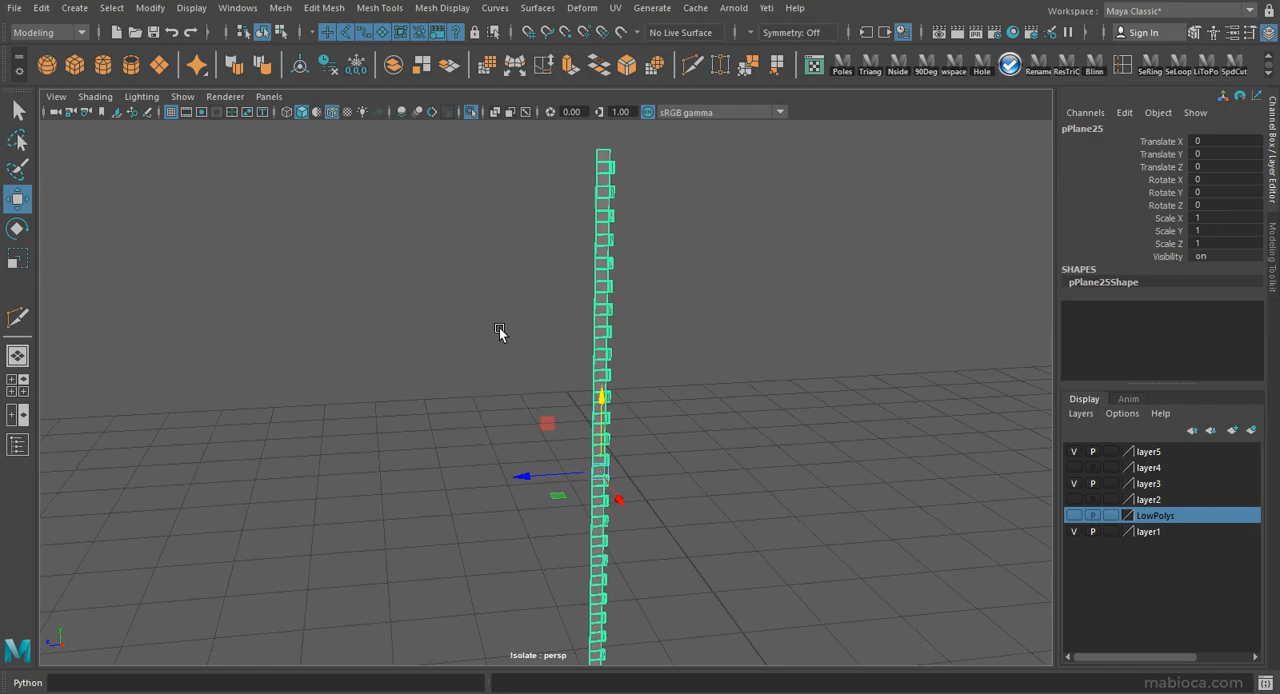 File Edit Create Select Modify Display Windows Mesh Edit Mesh Mesh Tools Mesh Display Curves Surfaces Deform UV Generate Cache Arnold Yeti Help
Workspace : Maya Classic*
Modeling
No Live Surface
Symmetry: Off
Sign In
Poles Triang Nside 90Deg wspace Hole Rename ResTriC Blinn SeRing SeLoop LiToPo SpdCut
View Shading Lighting Show Renderer Panels
0.00
1.00
sRGB gamma
Channels Edit Object Show
pPlane25
Translate X 0
Translate Y 0
Translate Z 0
Rotate X 0
Rotate Y 0
Rotate Z 0
Scale X 1
Scale Y 1
Scale Z 1
Visibility on
SHAPES
pPlane25Shape
Channel Box / Layer Editor
Modeling Toolkit
Display Anim
Layers Options Help
V P layer5
layer4
V P layer3
layer2
P LowPolys
V P layer1
y
z
x
Isolate : persp
Python
mabioca.com